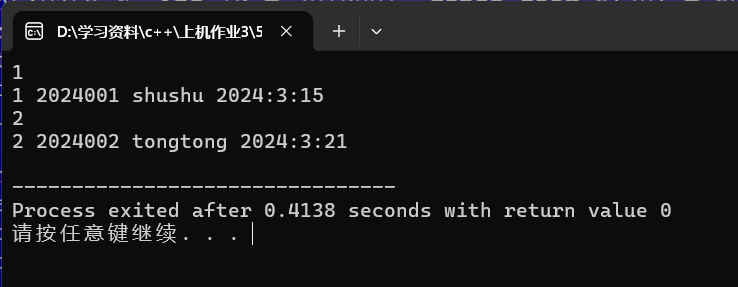 D:\学习资料\c++\上机作业3\5
1
1 2024001 shushu 2024:3:15
2
2 2024002 tongtong 2024:3:21
--------------------------------
Process exited after 0.4138 seconds with return value 0
请按任意键继续. . .